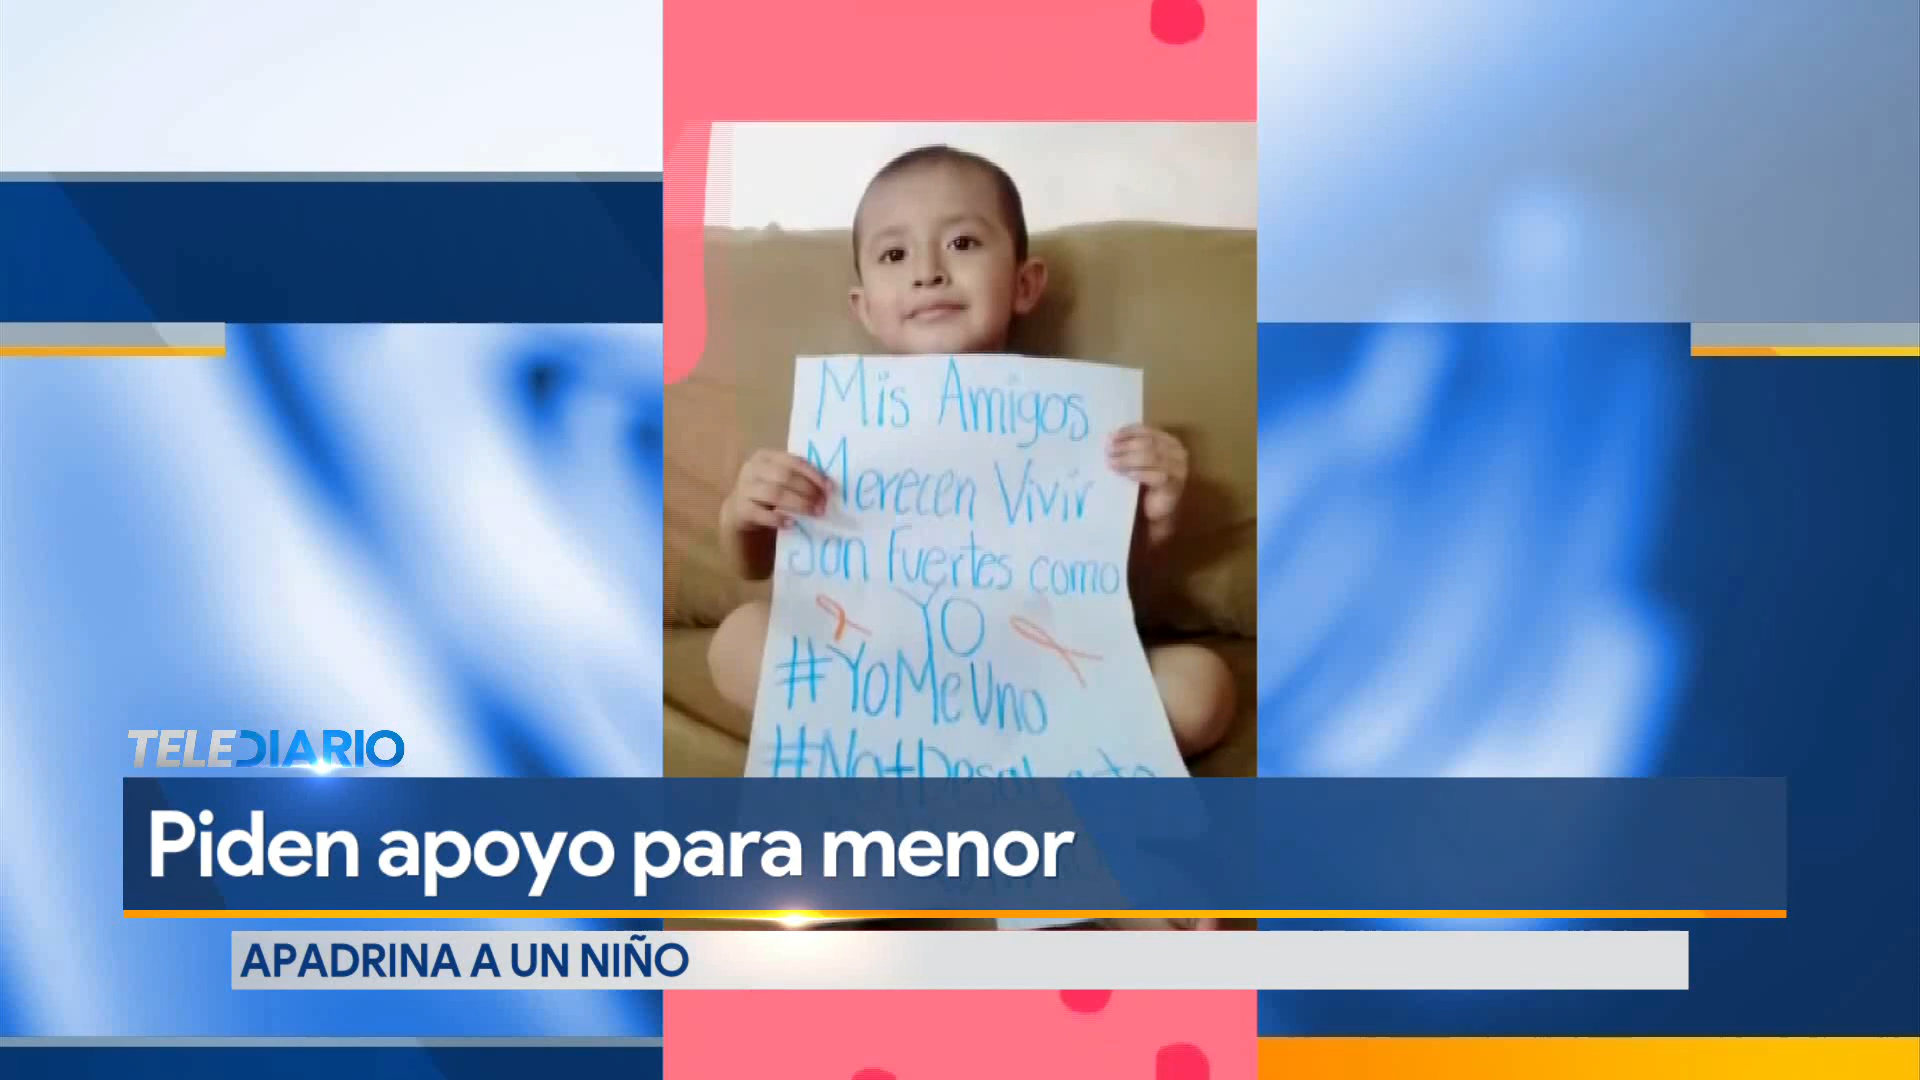 Mis Amigos
Merecen Vivir
Son Fuertes como
YO
#YoMeUno
TELEDIARIO
Piden apoyo para menor
APADRINA A UN NIÑO